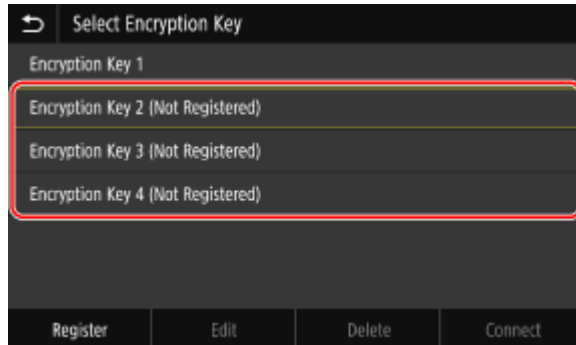 Select Encryption Key
Encryption Key 1
Encryption Key 2 (Not Registered)
Encryption Key 3 (Not Registered)
Encryption Key 4 (Not Registered)
Register Edit Delete Connect